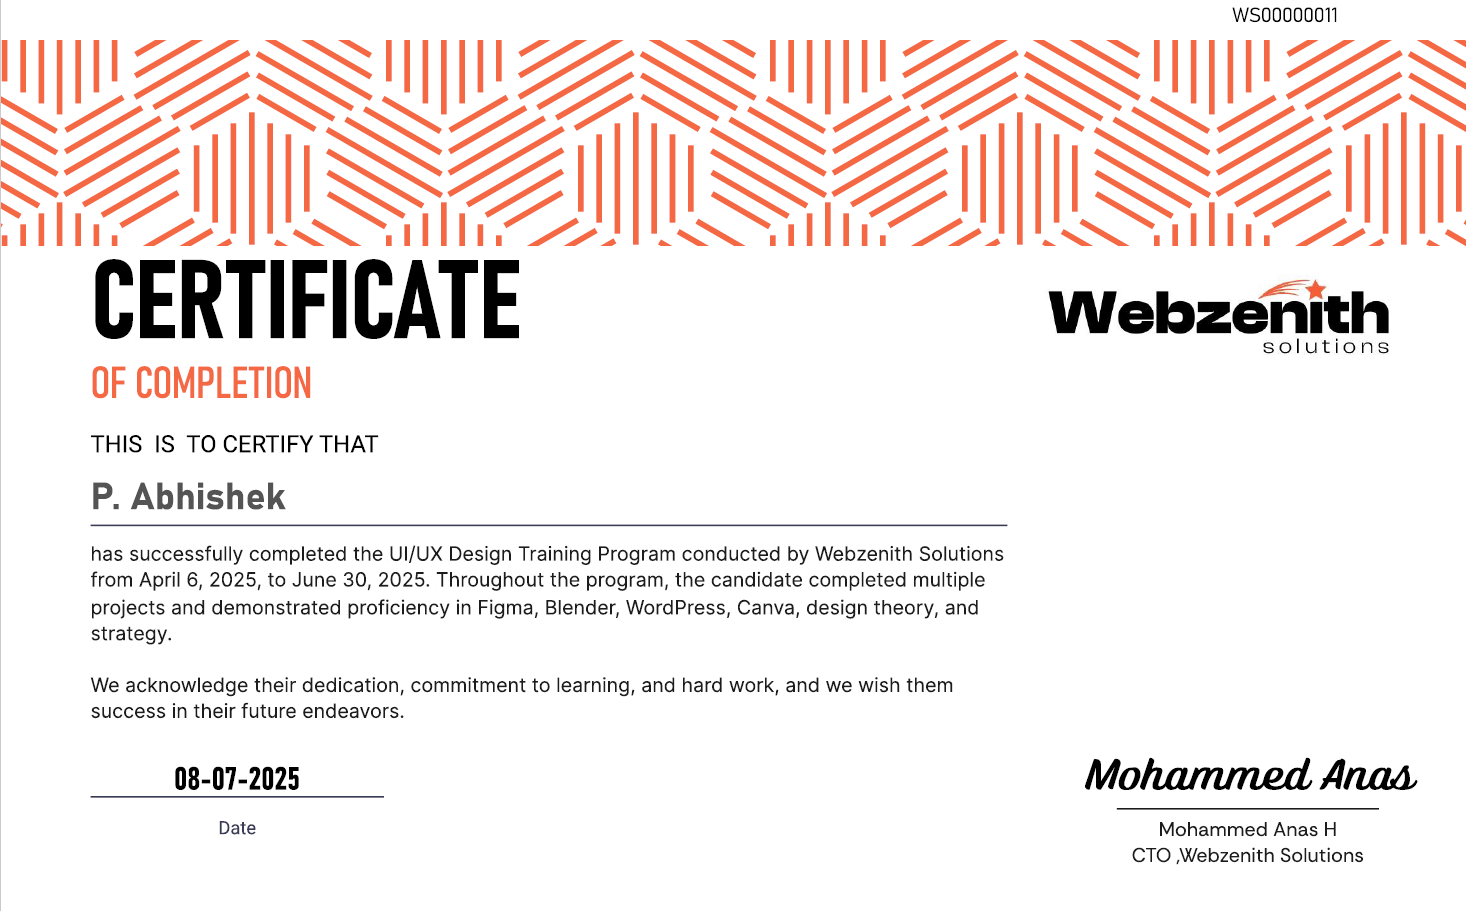 WS00000011
CERTIFICATE
Webzenith
solutions
OF COMPLETION
THIS IS TO CERTIFY THAT
P. Abhishek
has successfully completed the UI/UX Design Training Program conducted by Webzenith Solutions
from April 6, 2025, to June 30, 2025. Throughout the program, the candidate completed multiple
projects and demonstrated proficiency in Figma, Blender, WordPress, Canva, design theory, and
strategy.
We acknowledge their dedication, commitment to learning, and hard work, and we wish them
success in their future endeavors.
08-07-2025
Date
Mohammed Anas
Mohammed Anas H
CTO ,Webzenith Solutions